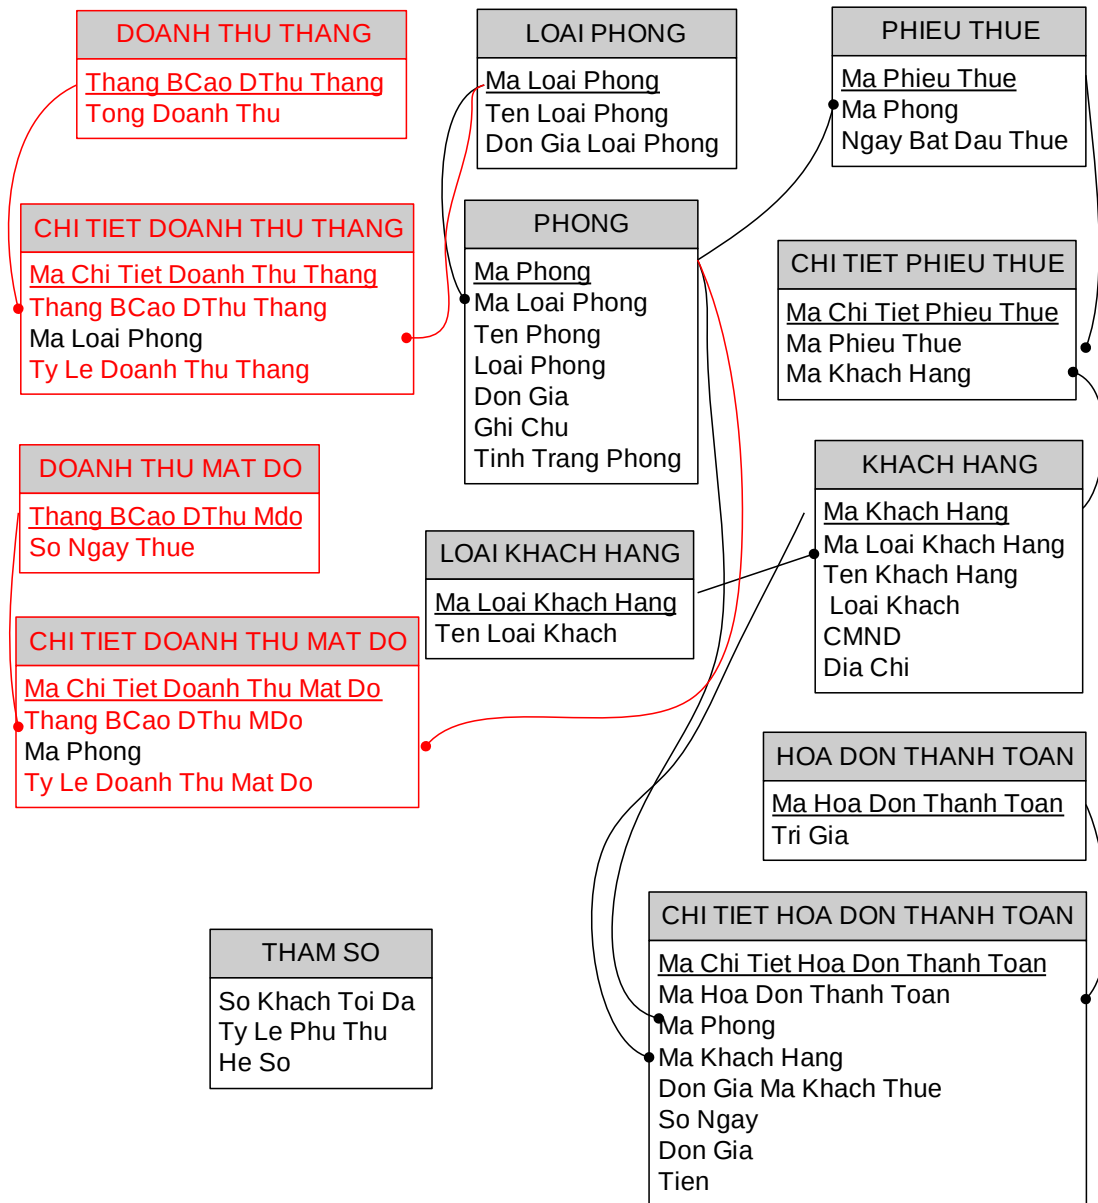 DOANH THU THANG
Thang BCao DThu Thang
Tong Doanh Thu
LOAI PHONG
Ma Loai Phong
Ten Loai Phong
Don Gia Loai Phong
PHIEU THUE
Ma Phieu Thue
Ma Phong
Ngay Bat Dau Thue
CHI TIET DOANH THU THANG
Ma Chi Tiet Doanh Thu Thang
Thang BCao DThu Thang
Ma Loai Phong
Ty Le Doanh Thu Thang
PHONG
Ma Phong
Ma Loai Phong
Ten Phong
Loai Phong
Don Gia
Ghi Chu
Tinh Trang Phong
CHI TIET PHIEU THUE
Ma Chi Tiet Phieu Thue
Ma Phieu Thue
Ma Khach Hang
DOANH THU MAT DO
Thang BCao DThu Mdo
So Ngay Thue
LOAI KHACH HANG
Ma Loai Khach Hang
Ten Loai Khach
KHACH HANG
Ma Khach Hang
Ma Loai Khach Hang
Ten Khach Hang
Loai Khach
CMND
Dia Chi
CHI TIET DOANH THU MAT DO
Ma Chi Tiet Doanh Thu Mat Do
Thang BCao DThu MDo
Ma Phong
Ty Le Doanh Thu Mat Do
HOA DON THANH TOAN
Ma Hoa Don Thanh Toan
Tri Gia
THAM SO
So Khach Toi Da
Ty Le Phu Thu
He So
CHI TIET HOA DON THANH TOAN
Ma Chi Tiet Hoa Don Thanh Toan
Ma Hoa Don Thanh Toan
Ma Phong
Ma Khach Hang
Don Gia Ma Khach Thue
So Ngay
Don Gia
Tien